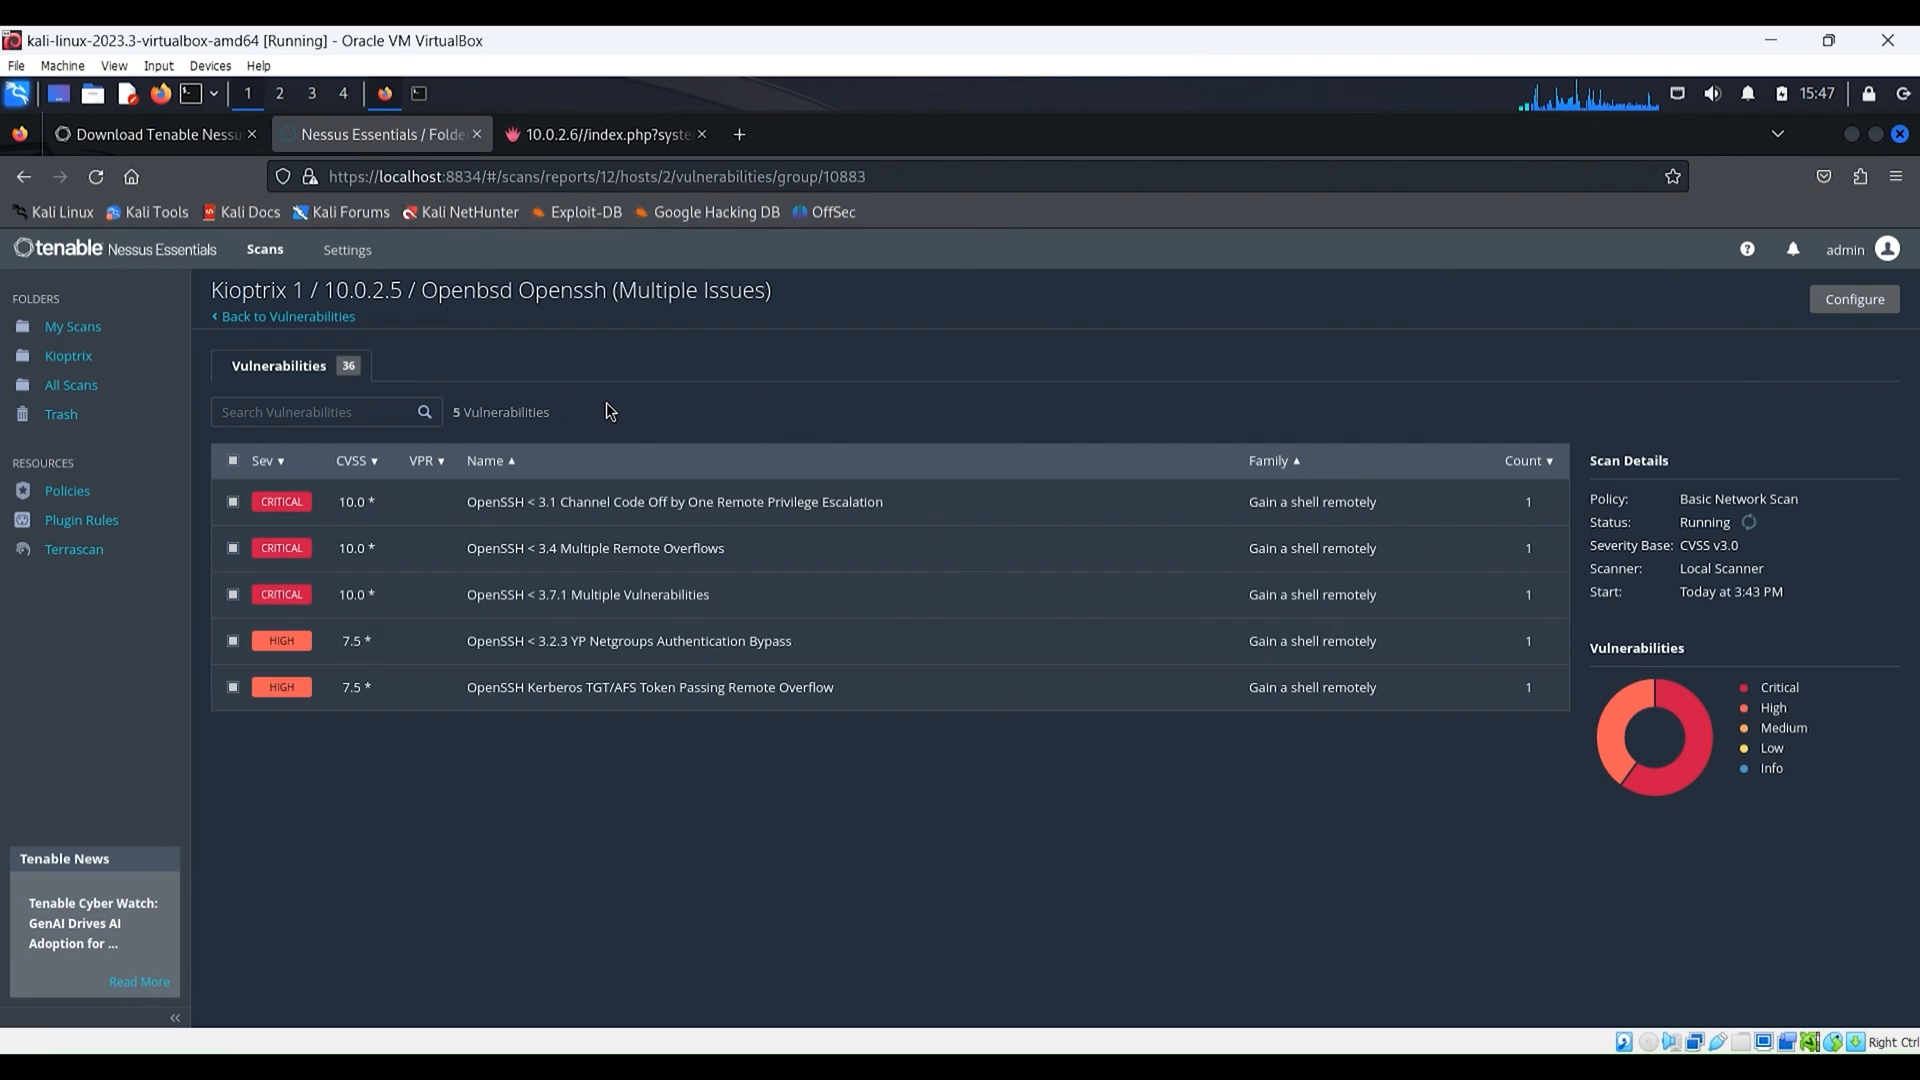 kali-linux-2023.3-virtualbox-amd64 [Running] - Oracle VM VirtualBox
File Machine View Input Devices Help
1 2 3 4 15:47
Download Tenable Nessu Nessus Essentials / Folde 10.0.2.6//index.php?syste
https://localhost:8834/#/scans/reports/12/hosts/2/vulnerabilities/group/10883
Kali Linux Kali Tools Kali Docs Kali Forums Kali NetHunter Exploit-DB Google Hacking DB OffSec
tenable Nessus Essentials Scans Settings admin
FOLDERS
My Scans
Kioptrix
All Scans
Trash
RESOURCES
Policies
Plugin Rules
Terrascan
Tenable News
Tenable Cyber Watch:
GenAI Drives AI
Adoption for ...
Read More
Kioptrix 1 / 10.0.2.5 / Openbsd Openssh (Multiple Issues)
Configure
Back to Vulnerabilities
Vulnerabilities 36
Search Vulnerabilities 5 Vulnerabilities
Sev CVSS VPR Name Family Count
CRITICAL 10.0 * OpenSSH < 3.1 Channel Code Off by One Remote Privilege Escalation Gain a shell remotely 1
CRITICAL 10.0 * OpenSSH < 3.4 Multiple Remote Overflows Gain a shell remotely 1
CRITICAL 10.0 * OpenSSH < 3.7.1 Multiple Vulnerabilities Gain a shell remotely 1
HIGH 7.5 * OpenSSH < 3.2.3 YP Netgroups Authentication Bypass Gain a shell remotely 1
HIGH 7.5 * OpenSSH Kerberos TGT/AFS Token Passing Remote Overflow Gain a shell remotely 1
Scan Details
Policy: Basic Network Scan
Status: Running
Severity Base: CVSS v3.0
Scanner: Local Scanner
Start: Today at 3:43 PM
Vulnerabilities
Critical
High
Medium
Low
Info
Right Ctrl